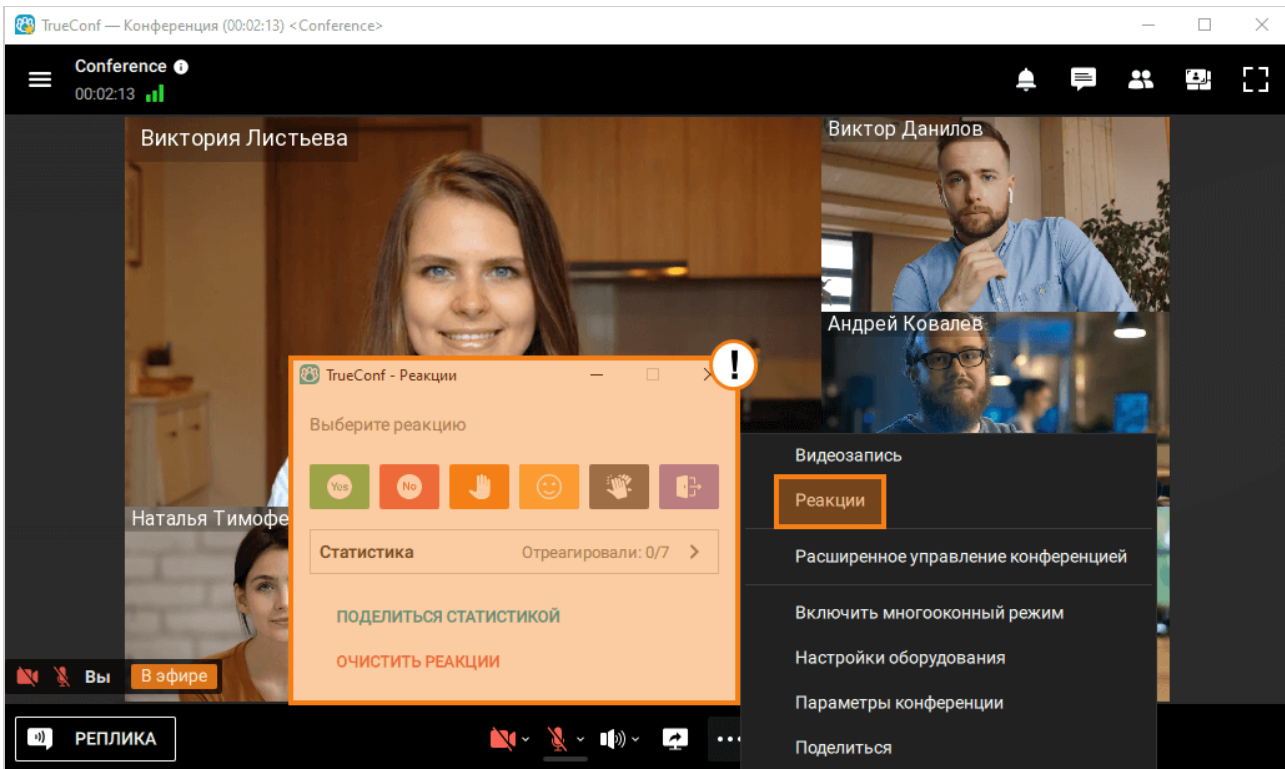 TrueConf — Конференция (00:02:13) <Conference>
Conference
00:02:13
Виктория Листьева
Виктор Данилов
Андрей Ковалев
TrueConf - Реакции
!
Выберите реакцию
Yes
No
Статистика
Отреагировали: 0/7
ПОДЕЛИТЬСЯ СТАТИСТИКОЙ
ОЧИСТИТЬ РЕАКЦИИ
Видеозапись
Реакции
Расширенное управление конференцией
Включить многооконный режим
Настройки оборудования
Параметры конференции
Поделиться
Наталья Тимофе
Вы
В эфире
РЕПЛИКА